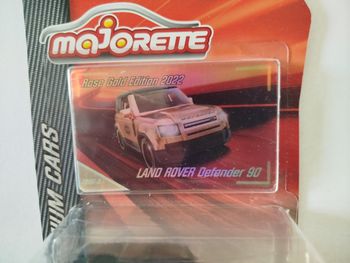 majorette
Rose Gold Edition 2022
LAND ROVER Defender 90
UM CARS